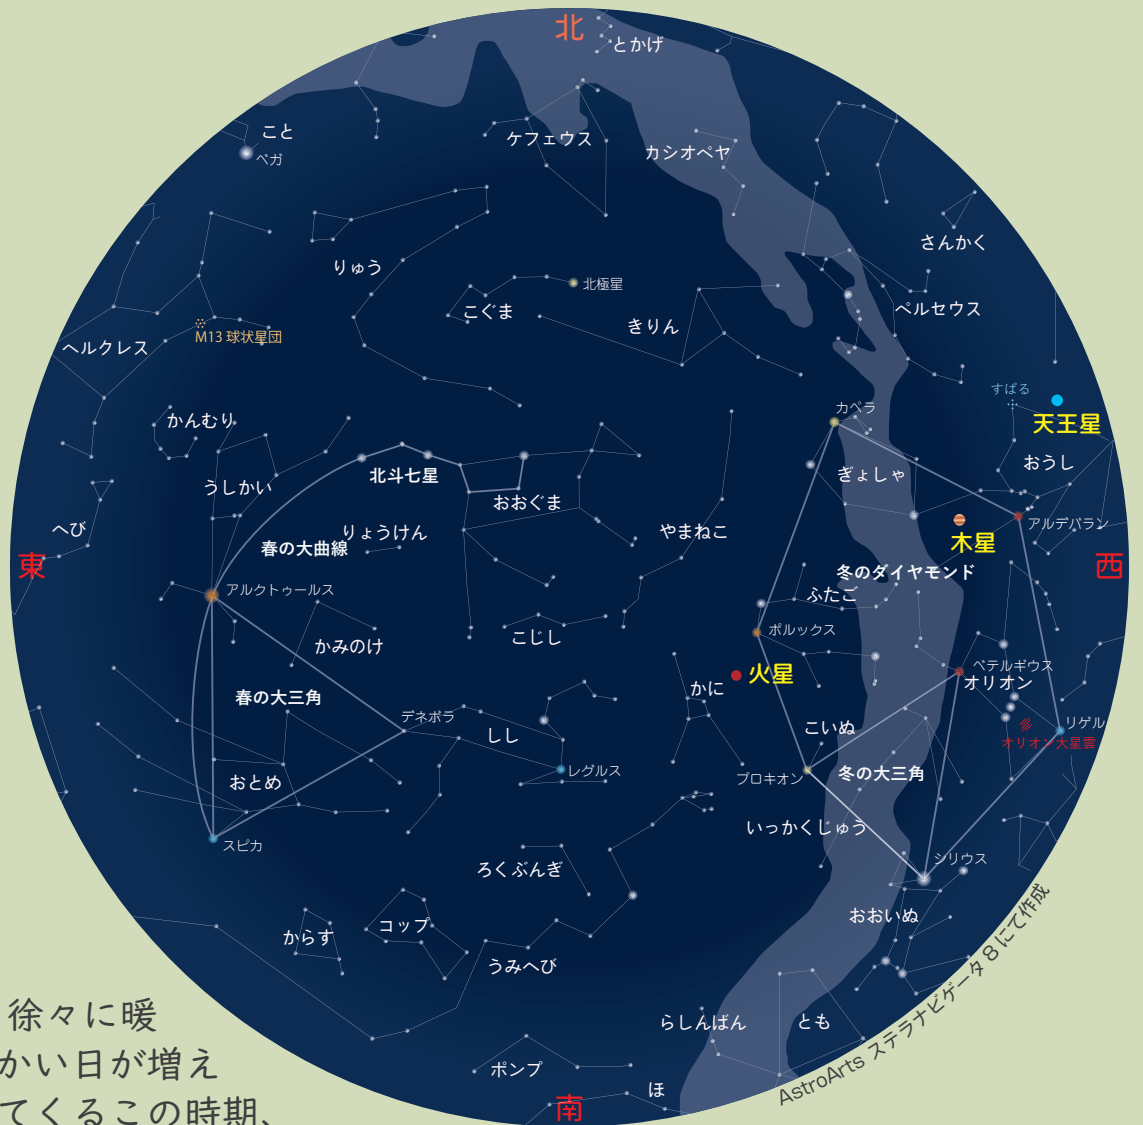 北
とかげ
こと
ベガ
ケフェウス
カシオペヤ
さんかく
りゅう
北極星
こぐま
きりん
ペルセウス
M13 球状星団
ヘルクレス
すばる
天王星
かんむり
カペラ
おうし
北斗七星
ぎょしゃ
うしかい
おおぐま
へび
りょうけん
やまねこ
アルデバラン
春の大曲線
木星
東
西
冬のダイヤモンド
アルクトゥールス
ふたご
こじし
ポルックス
かみのけ
ベテルギウス
火星
オリオン
かに
春の大三角
デネボラ
リゲル
こいぬ
しし
オリオン大星雲
レグルス
プロキオン
冬の大三角
おとめ
いっかくじゅう
スピカ
シリウス
ろくぶんぎ
おおいぬ
コップ
からす
うみへび
らしんばん
とも
ポンプ
ほ
南
AstroArts ステラナビゲータ 8 にて作成
徐々に暖
かい日が増え
てくるこの時期、